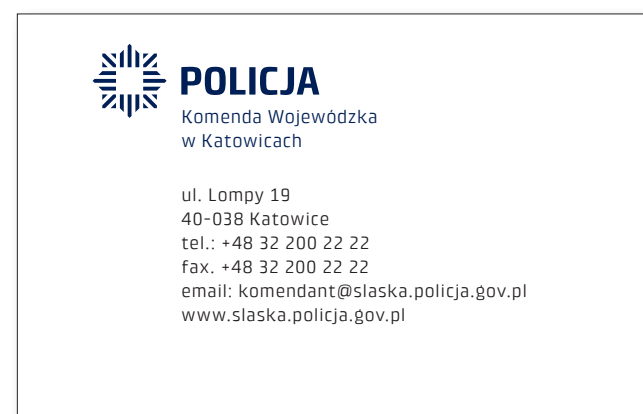 POLICJA
Komenda Wojewódzka
w Katowicach
ul. Lompy 19
40-038 Katowice
tel.: +48 32 200 22 22
fax. +48 32 200 22 22
email: komendant@slaska.policja.gov.pl
www.slaska.policja.gov.pl